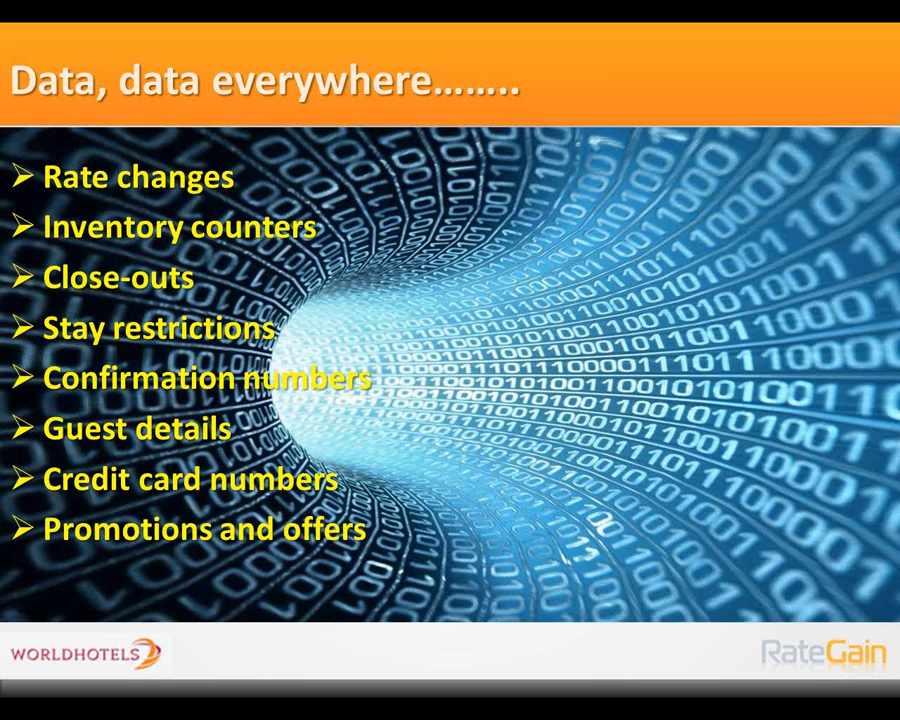 Data, data everywhere……..
➢ Rate changes
➢ Inventory counters
➢ Close-outs
➢ Stay restrictions
➢ Confirmation numbers
➢ Guest details
➢ Credit card numbers
➢ Promotions and offers
WORLDHOTELS
RateGain